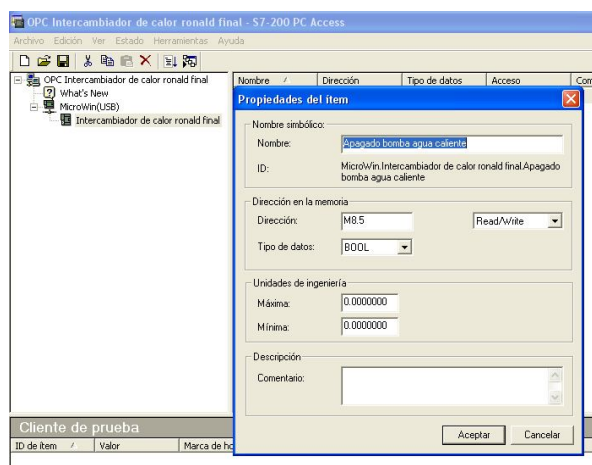 OPC Intercambiador de calor ronald final - S7-200 PC Access
Archivo Edición Ver Estado Herramientas Ayuda
OPC Intercambiador de calor ronald final
What's New
MicroWin(USB)
Intercambiador de calor ronald final
Nombre Dirección Tipo de datos Acceso Com
Propiedades del ítem
Nombre simbólico:
Nombre: Apagado bomba agua caliente
ID: MicroWin.Intercambiador de calor ronald final.Apagado
bomba agua caliente
Dirección en la memoria
Dirección: M8.5 Read/Write
Tipo de datos: BOOL
Unidades de ingeniería
Máxima: 0.0000000
Mínima: 0.0000000
Descripción
Comentario:
Aceptar Cancelar
Cliente de prueba
ID de ítem Valor Marca de ho